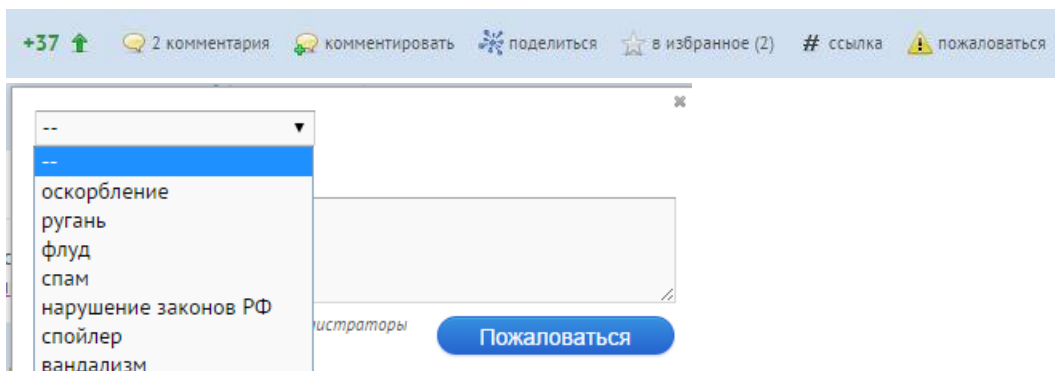 +37 2 комментария комментировать поделиться в избранное (2) # ссылка пожаловаться
--
--
оскорбление
ругань
флуд
спам
нарушение законов РФ
спойлер
Пожаловаться
вандализм